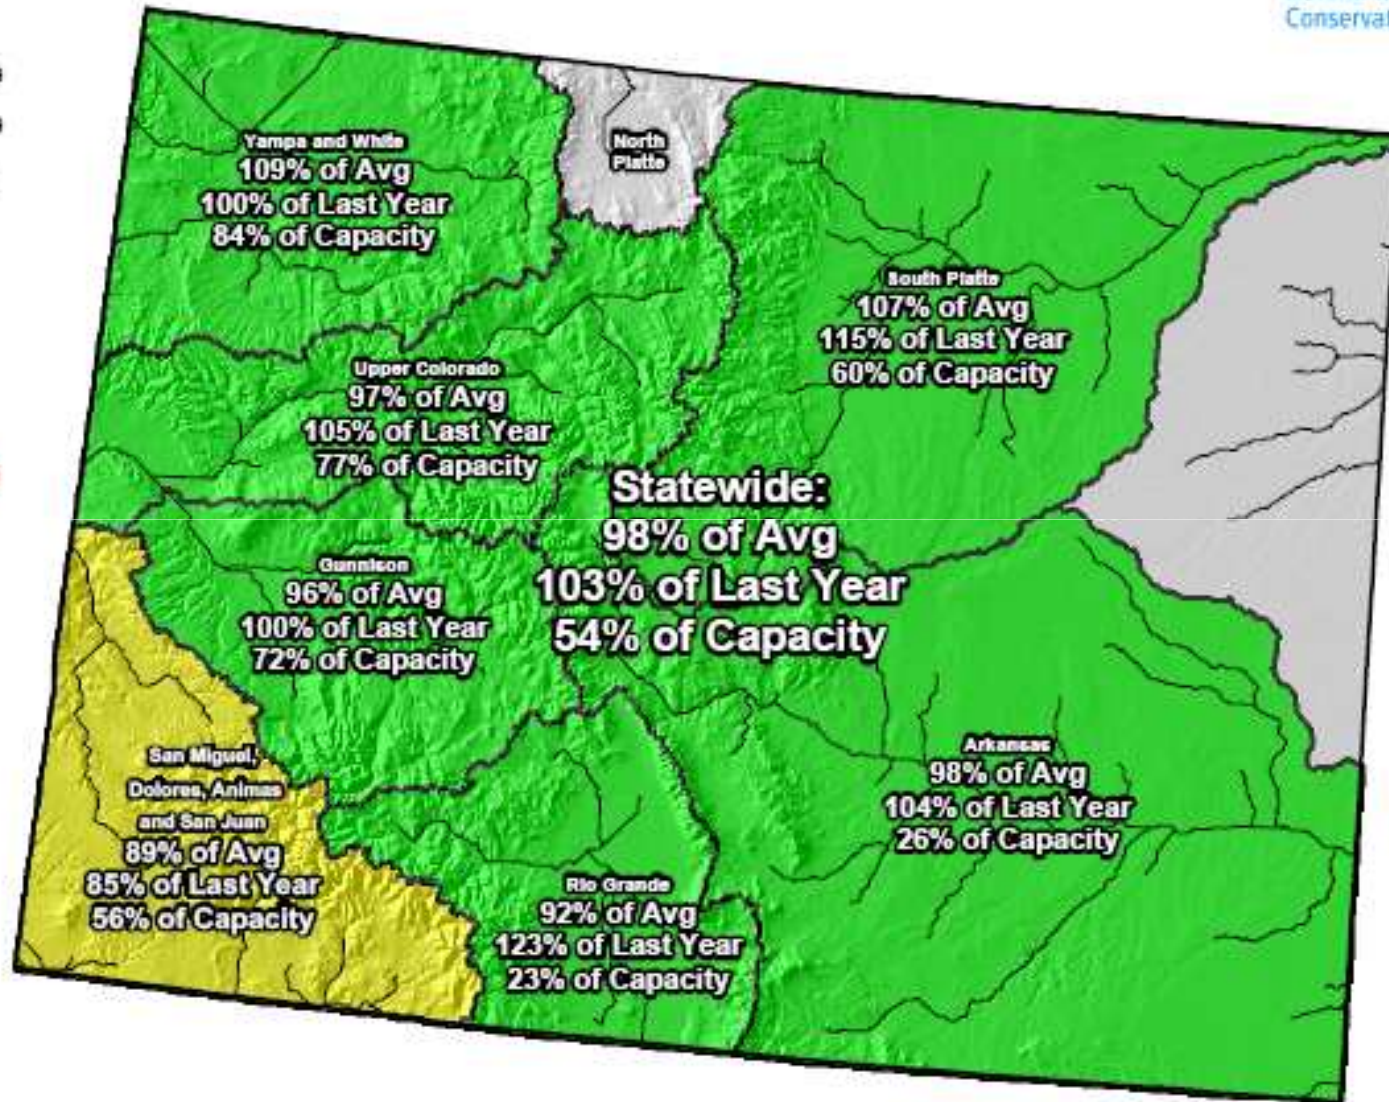 Conserva
Yampa and White
109% of Avg
100% of Last Year
84% of Capacity
North
Platte
South Platte
107% of Avg
115% of Last Year
60% of Capacity
Upper Colorado
97% of Avg
105% of Last Year
77% of Capacity
Statewide:
98% of Avg
103% of Last Year
54% of Capacity
Gunnison
96% of Avg
100% of Last Year
72% of Capacity
San Miguel,
Dolores, Animas
and San Juan
89% of Avg
85% of Last Year
56% of Capacity
Arkansas
98% of Avg
104% of Last Year
26% of Capacity
Rio Grande
92% of Avg
123% of Last Year
23% of Capacity